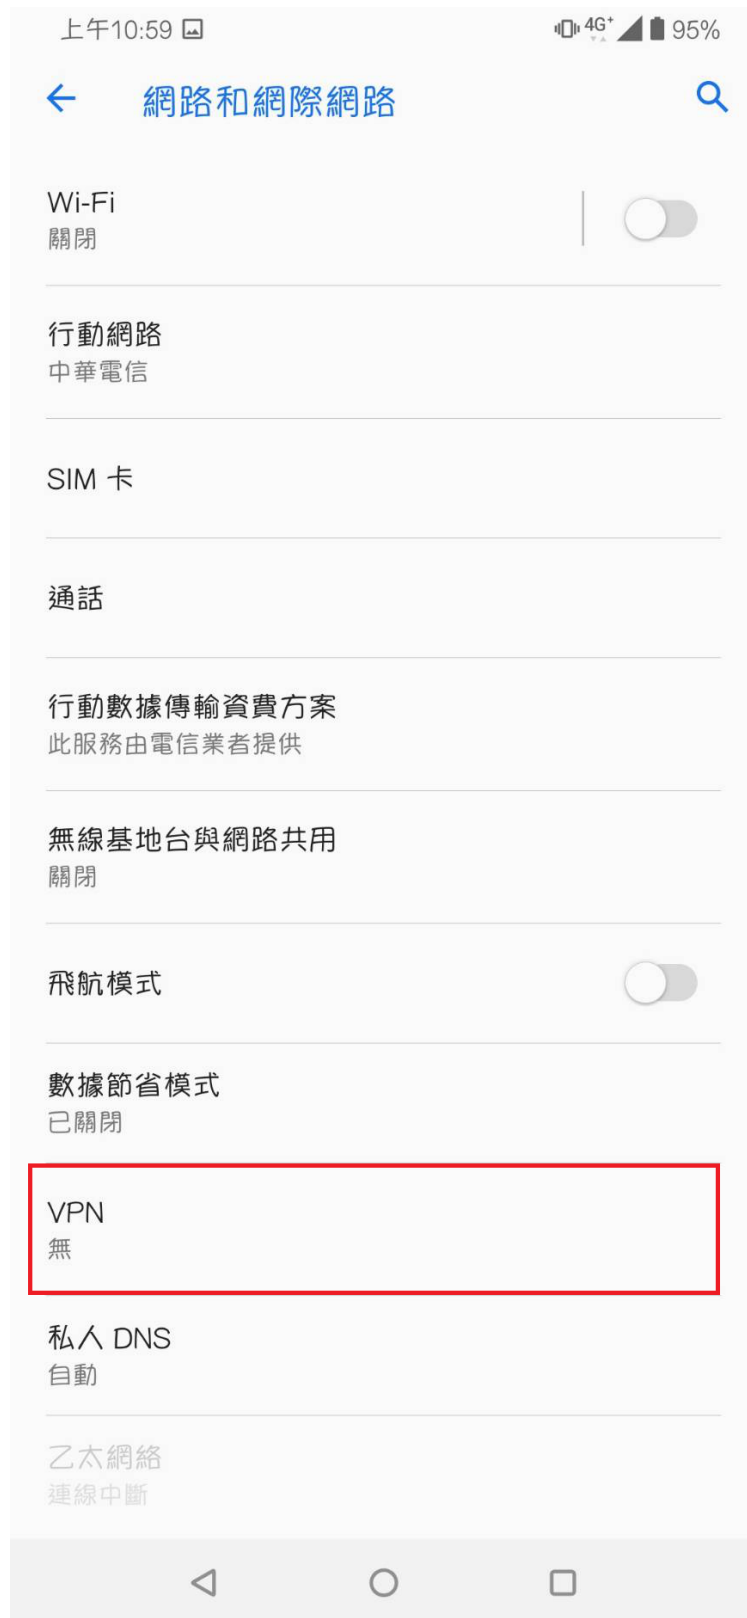 上午10:59 4G+ 95%
網路和網際網路
Wi-Fi
關閉
行動網路
中華電信
SIM 卡
通話
行動數據傳輸資費方案
此服務由電信業者提供
無線基地台與網路共用
關閉
飛航模式
數據節省模式
已關閉
VPN
無
私人 DNS
自動
乙太網絡
連線中斷